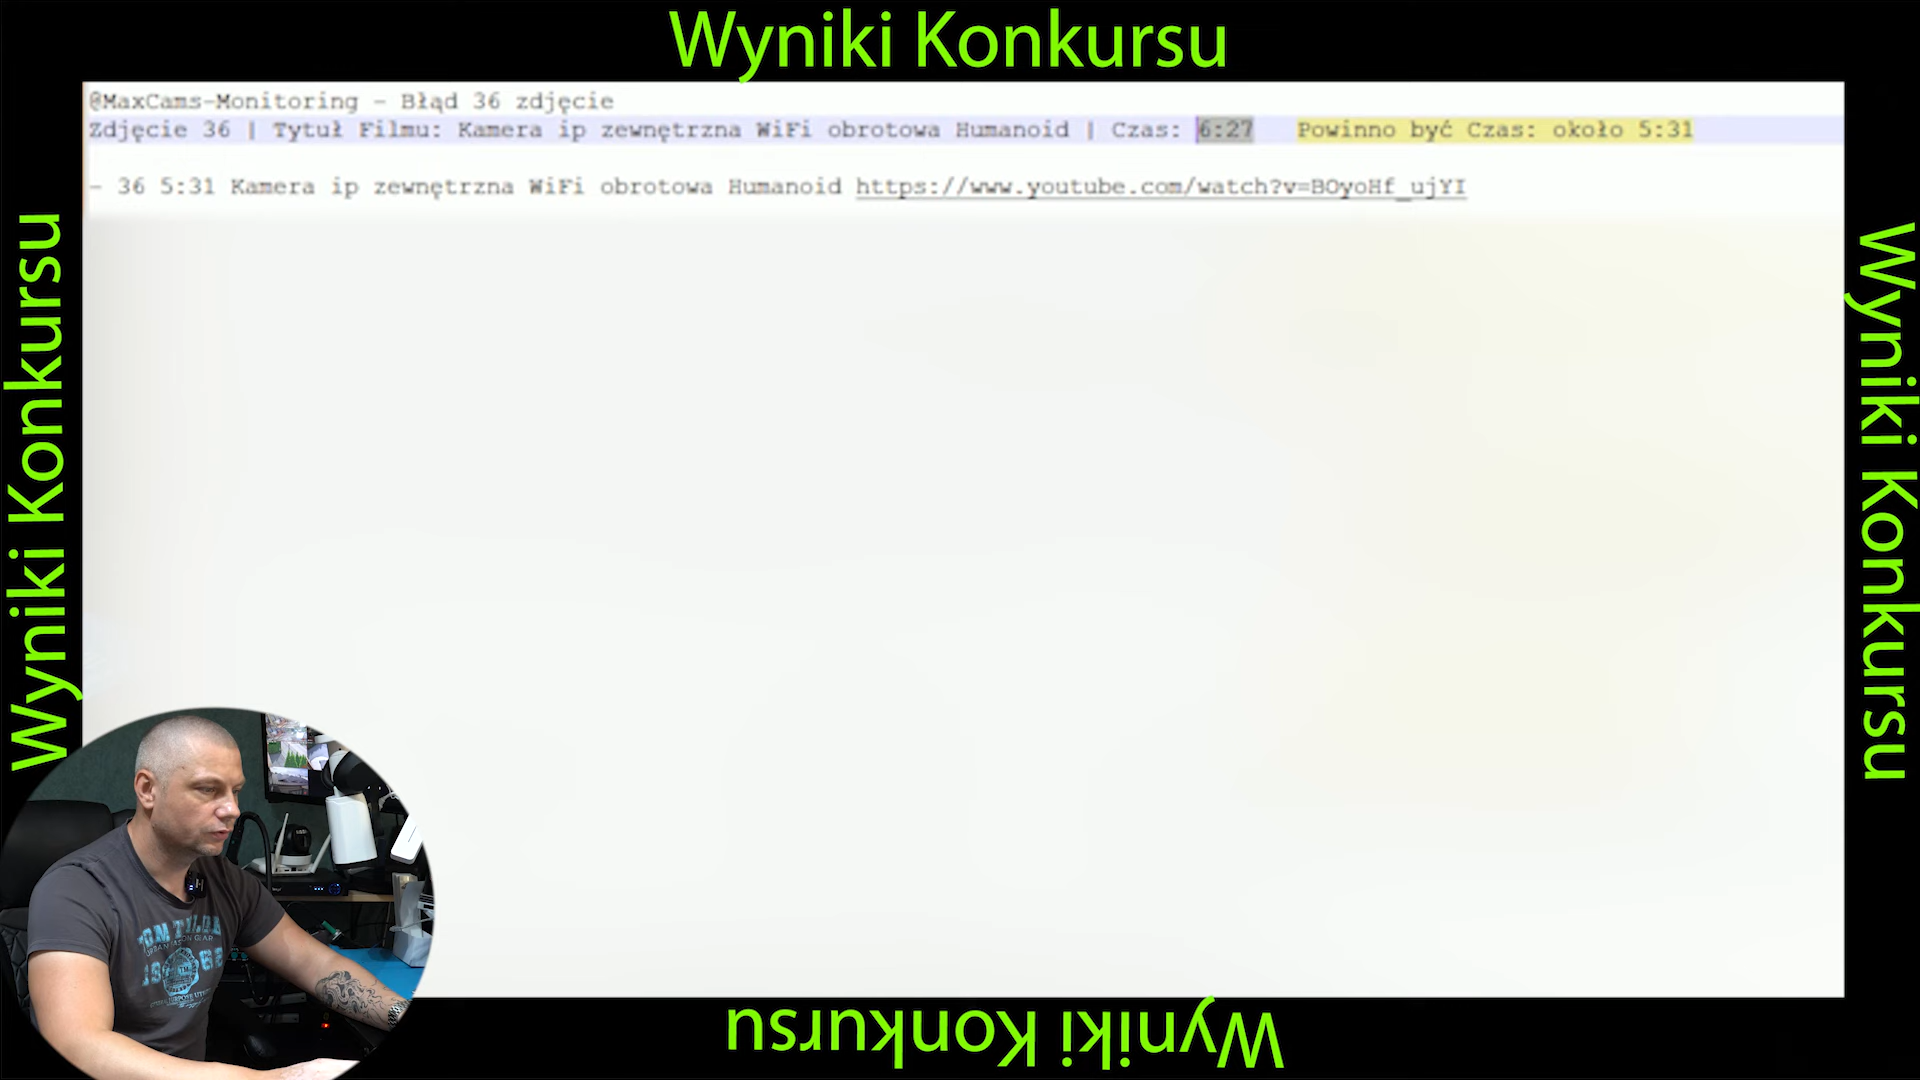 Wyniki Konkursu
@MaxCams-Monitoring - Błąd 36 zdjęcie
Zdjęcie 36 | Tytuł Filmu: Kamera ip zewnętrzna WiFi obrotowa Humanoid | Czas: 6:27 Powinno być Czas: około 5:31
- 36 5:31 Kamera ip zewnętrzna WiFi obrotowa Humanoid https://www.youtube.com/watch?v=BOyoHf_ujYI
Wyniki Konkursu
Wyniki Konkursu
TOM TAILOR
Wyniki Konkursu